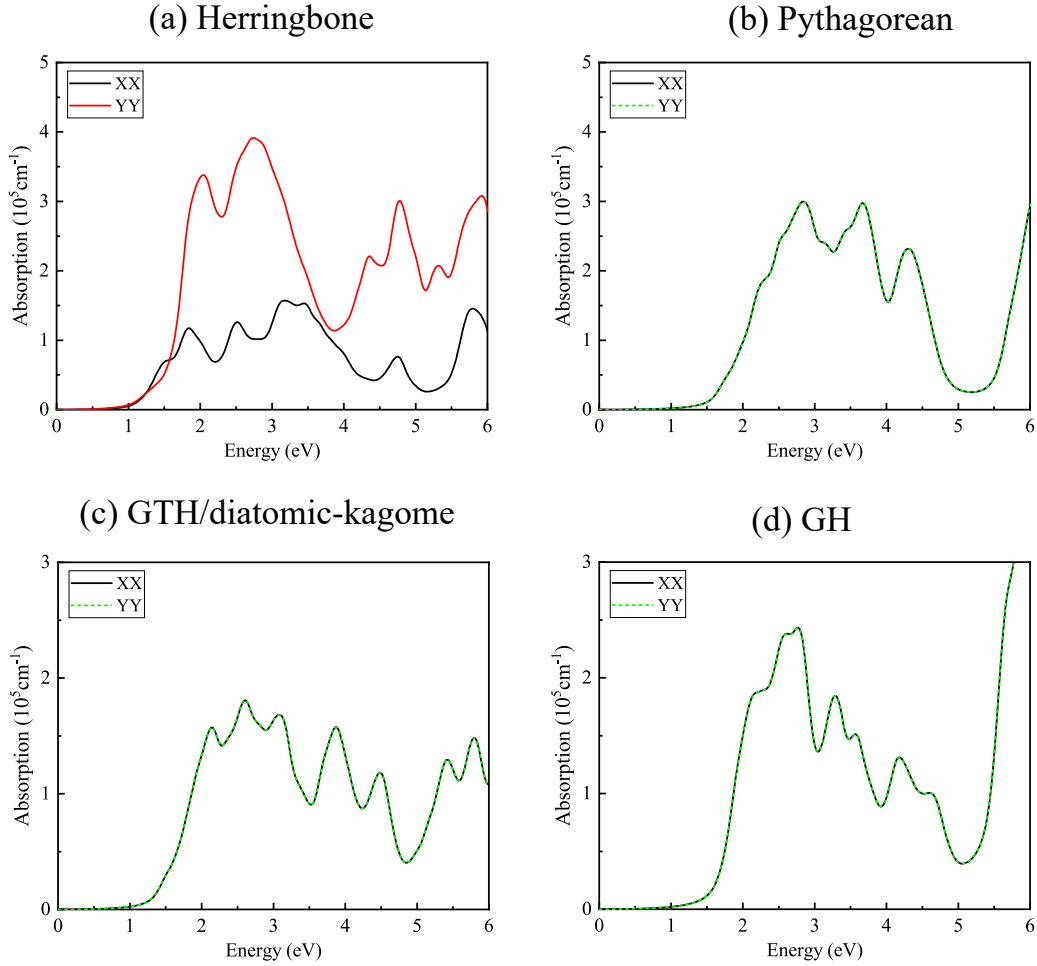 (a) Herringbone
XX
YY
5
4
3
2
1
0
Absorption (10⁵cm⁻¹)
0 1 2 3 4 5 6
Energy (eV)
(b) Pythagorean
XX
YY
5
4
3
2
1
0
Absorption (10⁵cm⁻¹)
0 1 2 3 4 5 6
Energy (eV)
(c) GTH/diatomic-kagome
XX
YY
3
2
1
0
Absorption (10⁵cm⁻¹)
0 1 2 3 4 5 6
Energy (eV)
(d) GH
XX
YY
3
2
1
0
Absorption (10⁵cm⁻¹)
0 1 2 3 4 5 6
Energy (eV)